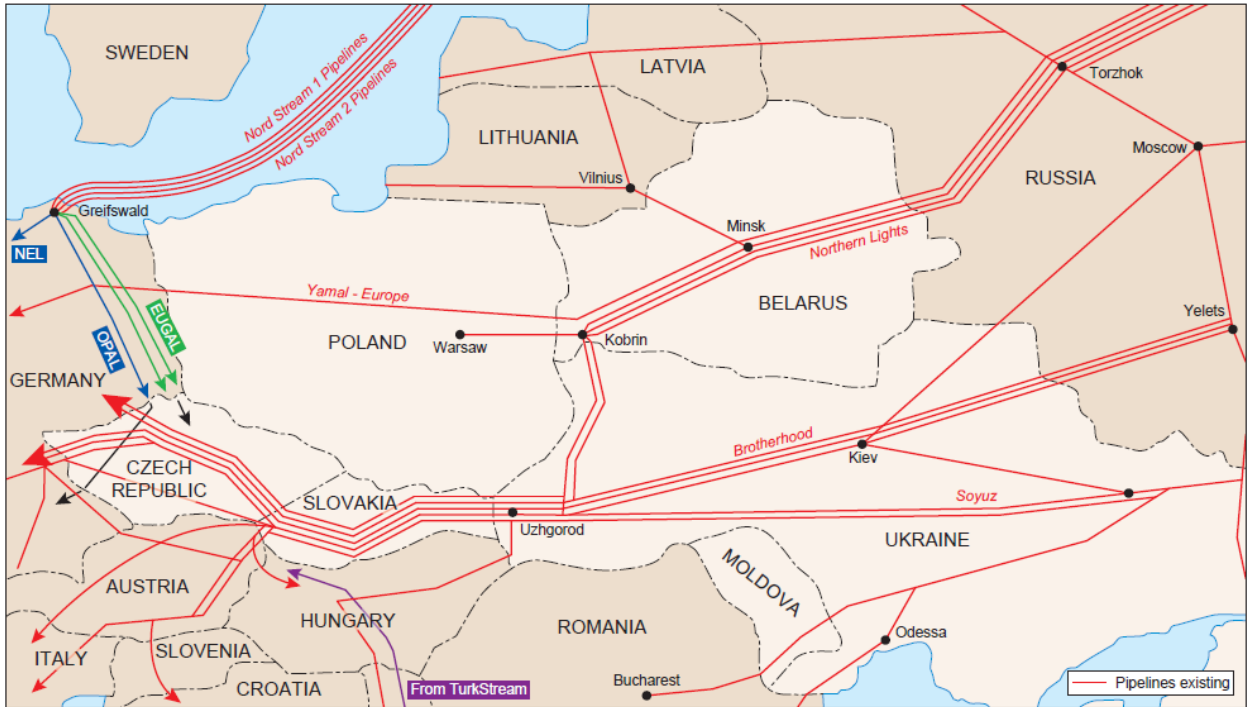 SWEDEN
Nord Stream 1 Pipelines
Nord Stream 2 Pipelines
LATVIA
Torzhok
LITHUANIA
Moscow
Vilnius
RUSSIA
Greifswald
Minsk
Northern Lights
NEL
Yamal - Europe
BELARUS
EUGAL
Yelets
POLAND
Warsaw
Kobrin
OPAL
GERMANY
Brotherhood
Kiev
CZECH
REPUBLIC
SLOVAKIA
Soyuz
Uzhgorod
UKRAINE
AUSTRIA
MOLDOVA
HUNGARY
ROMANIA
Odessa
ITALY
SLOVENIA
CROATIA
From TurkStream
Bucharest
Pipelines existing